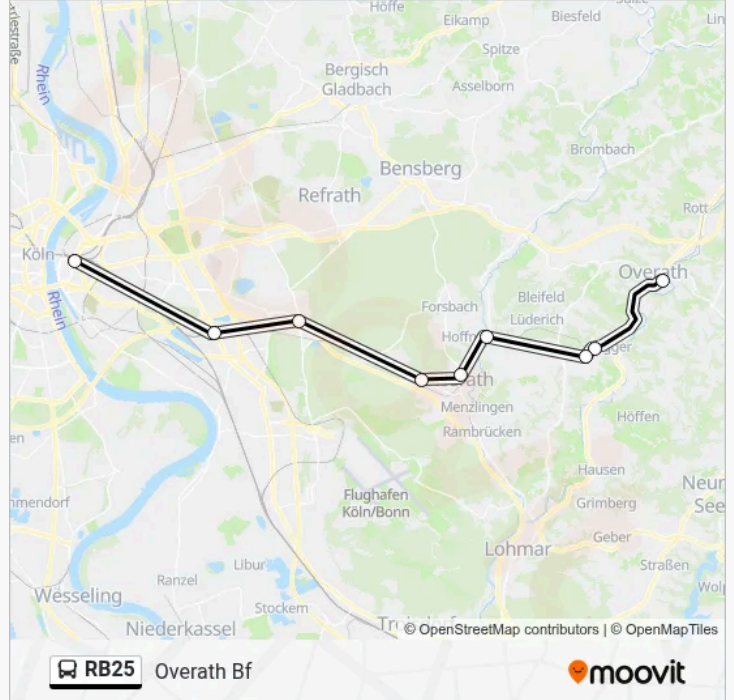 Höffe
Biesfeld
Eikamp
Spitze
Bergisch
Gladbach
Asselborn
Rhein
Brombach
Bensberg
Refrath
Rott
Köln
Overath
Bleifeld
Forsbach
Lüderich
Rhein
Menzlingen
Höffen
Rambrücken
Hausen
Flughafen
Köln/Bonn
Grimberg
Geber
Lohmar
Straßen
Libur
Ranzel
Wesseling
Stockem
Niederkassel
© OpenStreetMap contributors | © OpenMapTiles
RB25 Overath Bf moovit